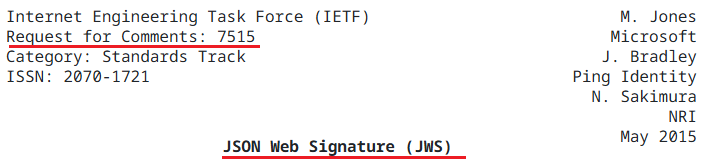 Internet Engineering Task Force (IETF) M. Jones
Request for Comments: 7515 Microsoft
Category: Standards Track J. Bradley
ISSN: 2070-1721 Ping Identity
N. Sakimura
NRI
May 2015
JSON Web Signature (JWS)